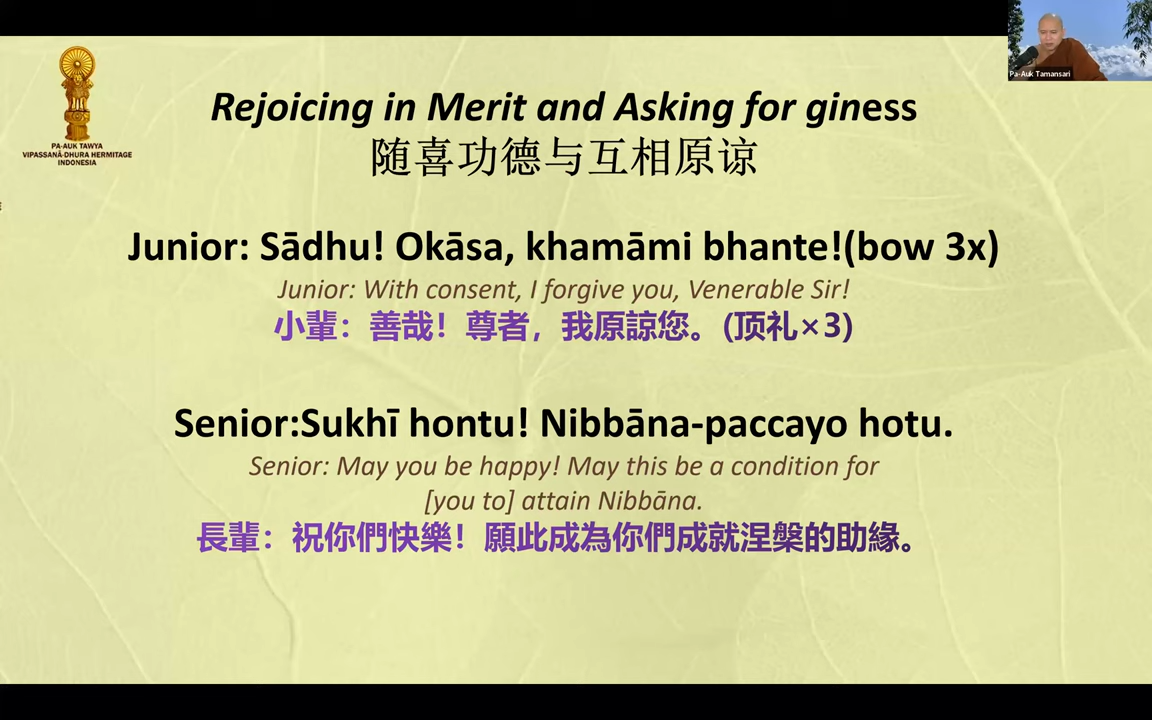 Pa-Auk Tamansari
PA-AUK TAWYA
VIPASSANĀ-DHURA HERMITAGE
INDONESIA
Rejoicing in Merit and Asking for giness
随喜功德与互相原谅
Junior: Sādhu! Okāsa, khamāmi bhante!(bow 3x)
Junior: With consent, I forgive you, Venerable Sir!
小輩：善哉！尊者，我原諒您。(顶礼×3)
Senior:Sukhī hontu! Nibbāna-paccayo hotu.
Senior: May you be happy! May this be a condition for
[you to] attain Nibbāna.
長輩：祝你們快樂！願此成為你們成就涅槃的助緣。